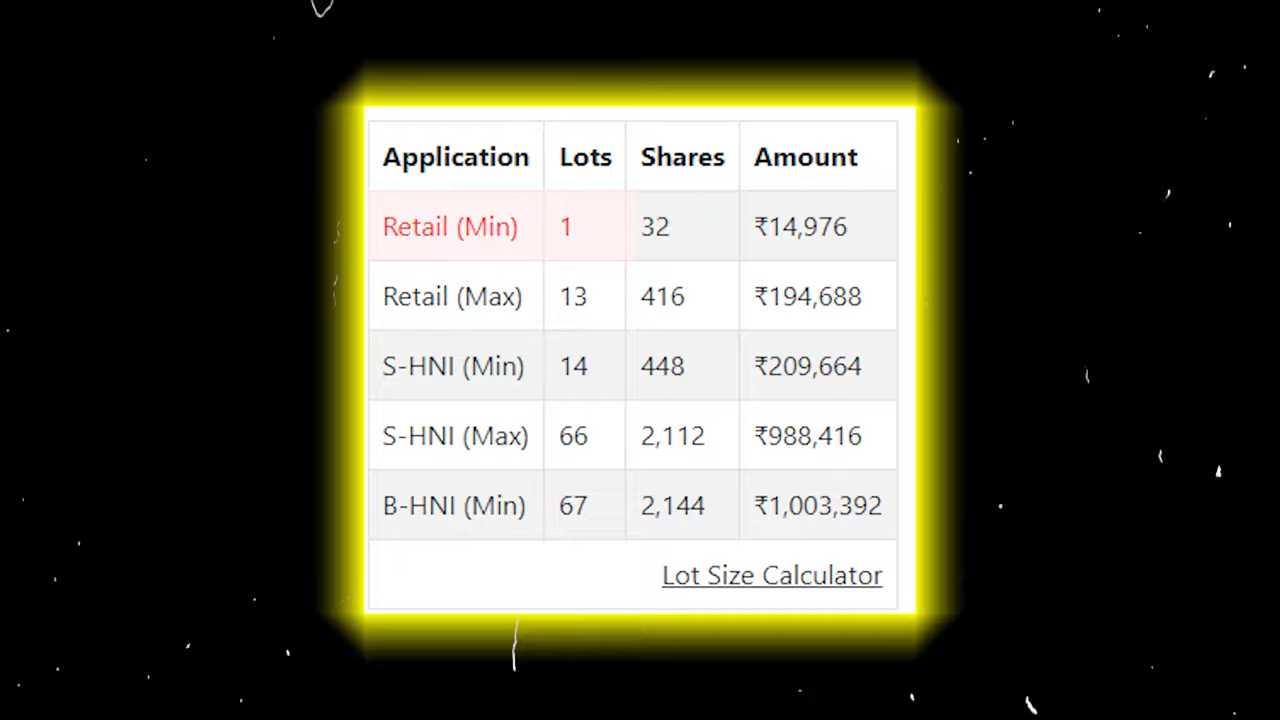 Application Lots Shares Amount
Retail (Min) 1 32 ₹14,976
Retail (Max) 13 416 ₹194,688
S-HNI (Min) 14 448 ₹209,664
S-HNI (Max) 66 2,112 ₹988,416
B-HNI (Min) 67 2,144 ₹1,003,392
Lot Size Calculator